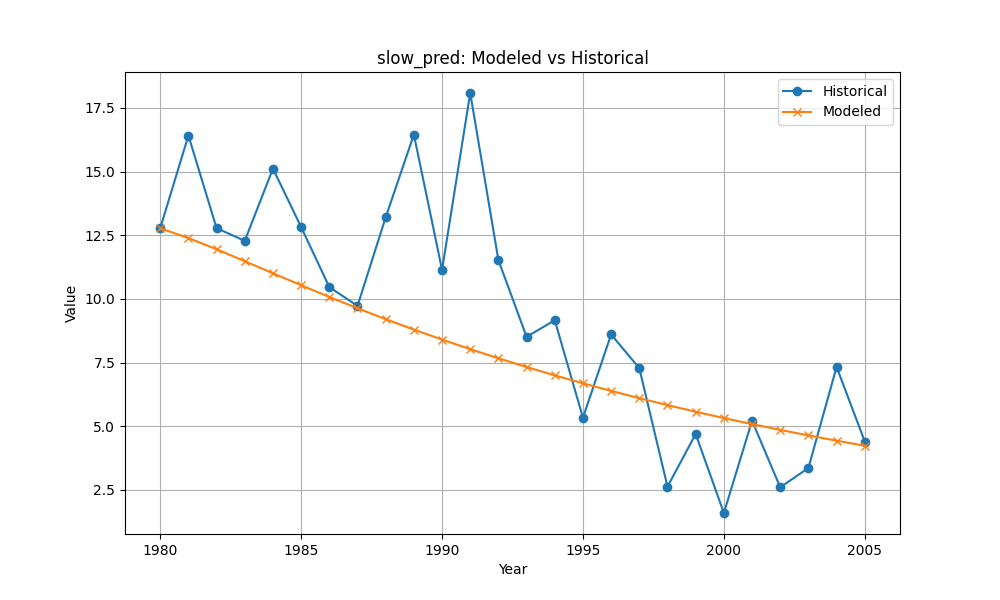 slow_pred: Modeled vs Historical
Historical
Modeled
Value
17.5
15.0
12.5
10.0
7.5
5.0
2.5
1980
1985
1990
1995
2000
2005
Year